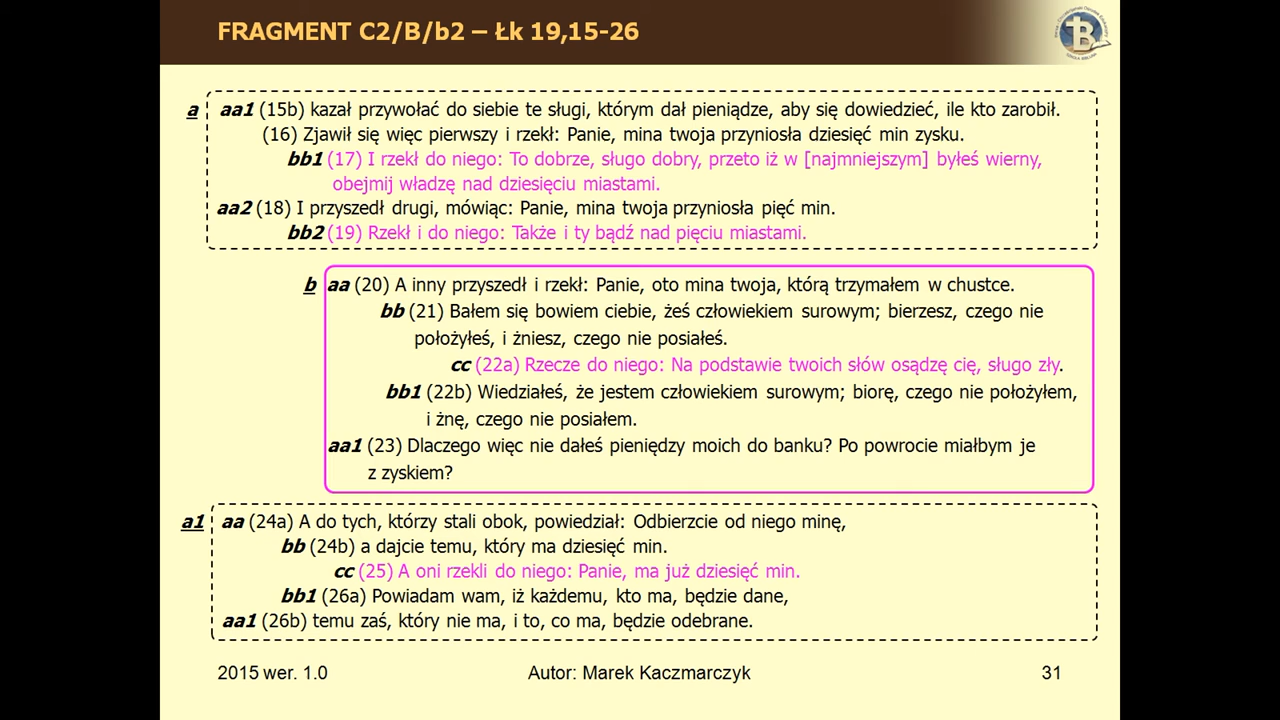 FRAGMENT C2/B/b2 – Łk 19,15-26
a aa1 (15b) kazał przywołać do siebie te sługi, którym dał pieniądze, aby się dowiedzieć, ile kto zarobił.
(16) Zjawił się więc pierwszy i rzekł: Panie, mina twoja przyniosła dziesięć min zysku.
bb1 (17) I rzekł do niego: To dobrze, sługo dobry, przeto iż w [najmniejszym] byłeś wierny,
obejmij władzę nad dziesięciu miastami.
aa2 (18) I przyszedł drugi, mówiąc: Panie, mina twoja przyniosła pięć min.
bb2 (19) Rzekł i do niego: Także i ty bądź nad pięciu miastami.
b aa (20) A inny przyszedł i rzekł: Panie, oto mina twoja, którą trzymałem w chustce.
bb (21) Bałem się bowiem ciebie, żeś człowiekiem surowym; bierzesz, czego nie
położyłeś, i żniesz, czego nie posiałeś.
cc (22a) Rzecze do niego: Na podstawie twoich słów osądzę cię, sługo zły.
bb1 (22b) Wiedziałeś, że jestem człowiekiem surowym; biorę, czego nie położyłem,
i żnę, czego nie posiałem.
aa1 (23) Dlaczego więc nie dałeś pieniędzy moich do banku? Po powrocie miałbym je
z zyskiem?
a1 aa (24a) A do tych, którzy stali obok, powiedział: Odbierzcie od niego minę,
bb (24b) a dajcie temu, który ma dziesięć min.
cc (25) A oni rzekli do niego: Panie, ma już dziesięć min.
bb1 (26a) Powiadam wam, iż każdemu, kto ma, będzie dane,
aa1 (26b) temu zaś, który nie ma, i to, co ma, będzie odebrane.
2015 wer. 1.0 Autor: Marek Kaczmarczyk 31